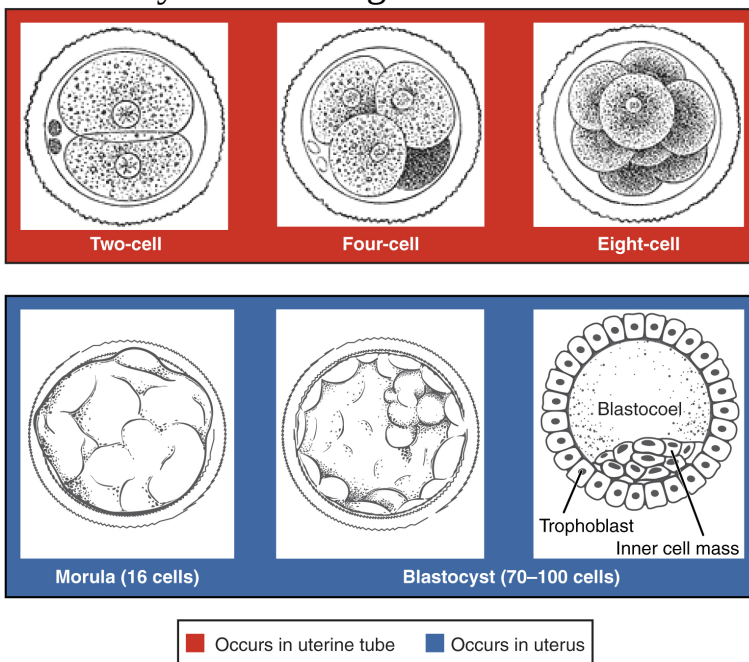 Two-cell
Four-cell
Eight-cell
Blastocoel
Trophoblast
Inner cell mass
Morula (16 cells)
Blastocyst (70–100 cells)
Occurs in uterine tube
Occurs in uterus